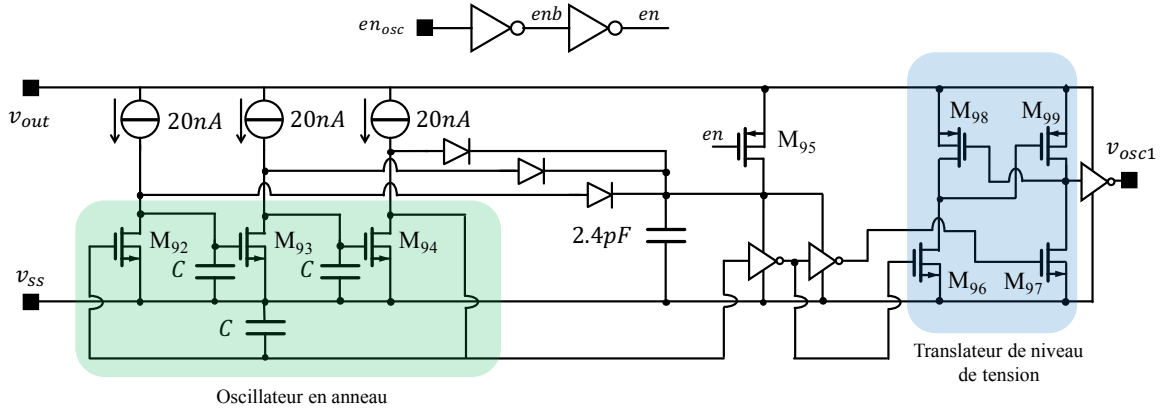 en_osc enb en
v_out 20nA 20nA 20nA en M_95 M_98 M_99 v_osc1
M_92 M_93 M_94 2.4pF
v_ss C C M_96 M_97
C
Translateur de niveau
de tension
Oscillateur en anneau